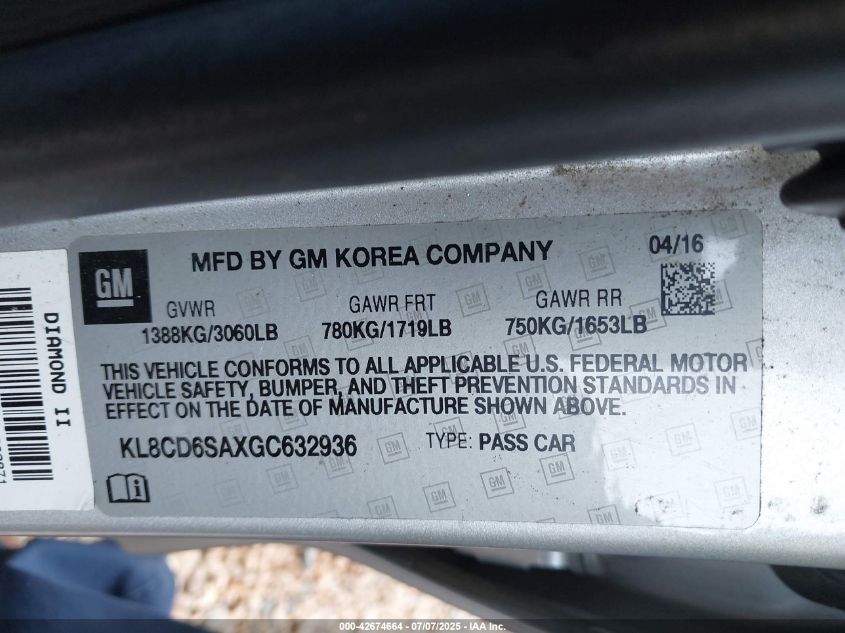 GM
MFD BY GM KOREA COMPANY
04/16
GVWR
GAWR FRT
GAWR RR
1388KG/3060LB
780KG/1719LB
750KG/1653LB
THIS VEHICLE CONFORMS TO ALL APPLICABLE U.S. FEDERAL MOTOR
VEHICLE SAFETY, BUMPER, AND THEFT PREVENTION STANDARDS IN
EFFECT ON THE DATE OF MANUFACTURE SHOWN ABOVE.
KL8CD6SAXGC632936
TYPE: PASS CAR
DIAMOND II
000-42674664 / 07/07/2025 - IAA Inc.